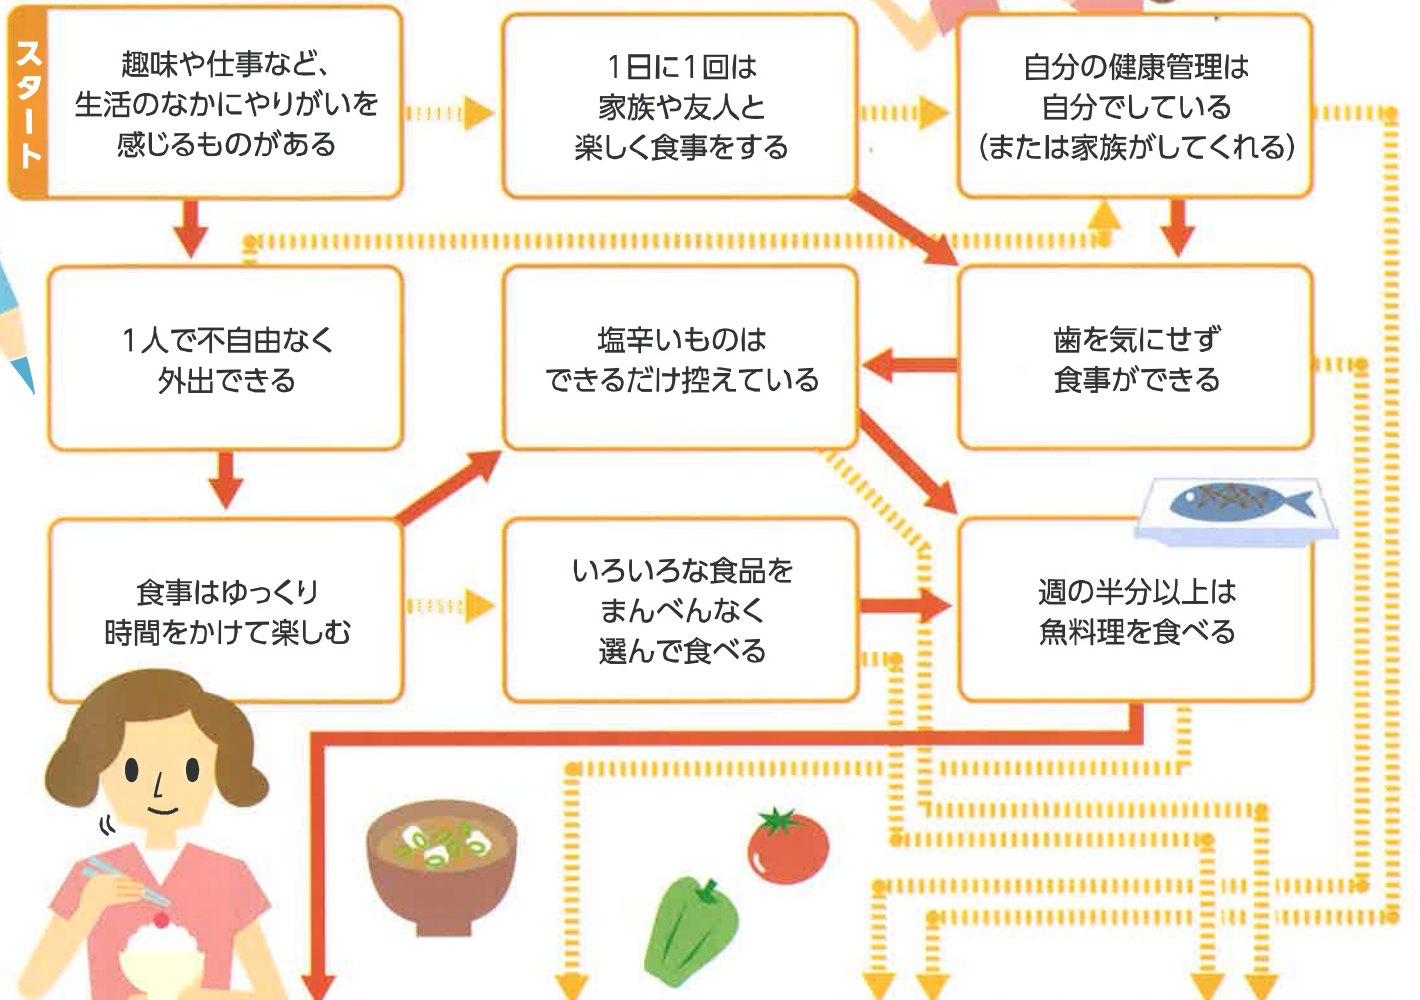 スタート
趣味や仕事など、
生活のなかにやりがいを
感じるものがある
1日に1回は
家族や友人と
楽しく食事をする
自分の健康管理は
自分でしている
(または家族がしてくれる)
1人で不自由なく
外出できる
塩辛いものは
できるだけ控えている
歯を気にせず
食事ができる
食事はゆっくり
時間をかけて楽しむ
いろいろな食品を
まんべんなく
選んで食べる
週の半分以上は
魚料理を食べる